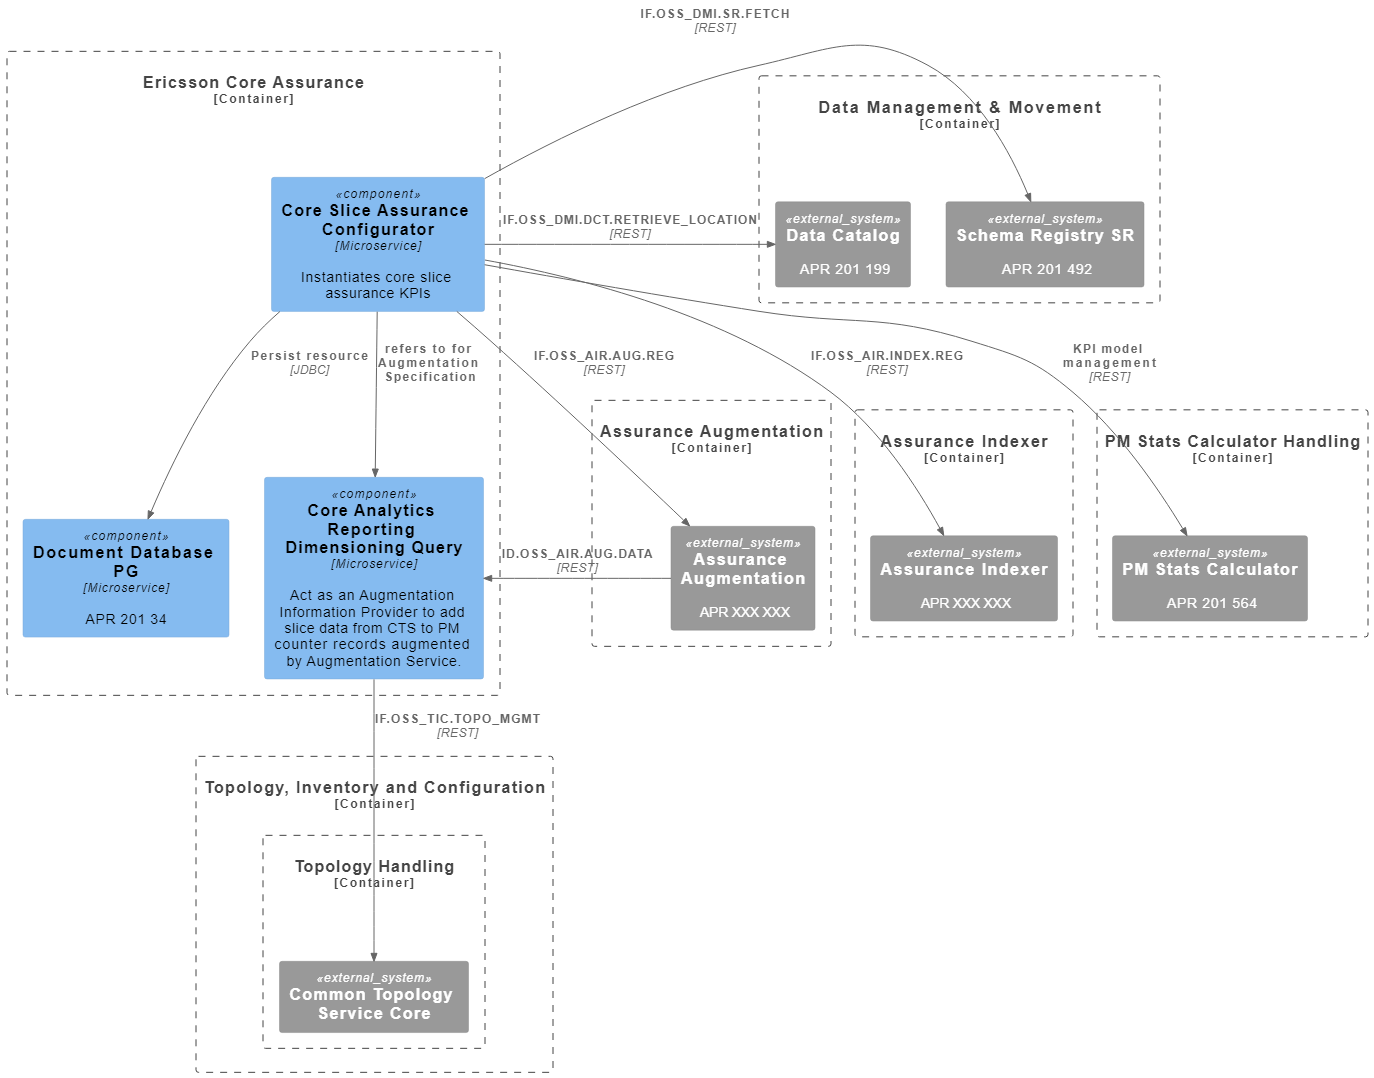 IF.OSS_DMI.SR.FETCH
[REST]
Ericsson Core Assurance
[Container]
Data Management & Movement
[Container]
«component»
Core Slice Assurance
Configurator
[Microservice]
Instantiates core slice
assurance KPIs
IF.OSS_DMI.DCT.RETRIEVE_LOCATION
[REST]
«external_system»
Data Catalog
APR 201 199
«external_system»
Schema Registry SR
APR 201 492
Persist resource
[JDBC]
refers to for
Augmentation
Specification
IF.OSS_AIR.AUG.REG
[REST]
IF.OSS_AIR.INDEX.REG
[REST]
KPI model
management
[REST]
Assurance Augmentation
[Container]
Assurance Indexer
[Container]
PM Stats Calculator Handling
[Container]
«component»
Document Database
PG
[Microservice]
APR 201 34
«component»
Core Analytics
Reporting
Dimensioning Query
[Microservice]
Act as an Augmentation
Information Provider to add
slice data from CTS to PM
counter records augmented
by Augmentation Service.
ID.OSS_AIR.AUG.DATA
[REST]
«external_system»
Assurance
Augmentation
APR XXX XXX
«external_system»
Assurance Indexer
APR XXX XXX
«external_system»
PM Stats Calculator
APR 201 564
IF.OSS_TIC.TOPO_MGMT
[REST]
Topology, Inventory and Configuration
[Container]
Topology Handling
[Container]
«external_system»
Common Topology
Service Core